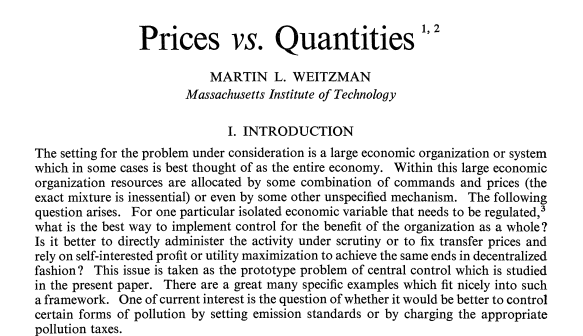 Prices vs. Quantities 1, 2
MARTIN L. WEITZMAN
Massachusetts Institute of Technology
I. INTRODUCTION
The setting for the problem under consideration is a large economic organization or system
which in some cases is best thought of as the entire economy. Within this large economic
organization resources are allocated by some combination of commands and prices (the
exact mixture is inessential) or even by some other unspecified mechanism. The following
question arises. For one particular isolated economic variable that needs to be regulated,3
what is the best way to implement control for the benefit of the organization as a whole?
Is it better to directly administer the activity under scrutiny or to fix transfer prices and
rely on self-interested profit or utility maximization to achieve the same ends in decentralized
fashion? This issue is taken as the prototype problem of central control which is studied
in the present paper. There are a great many specific examples which fit nicely into such
a framework. One of current interest is the question of whether it would be better to control
certain forms of pollution by setting emission standards or by charging the appropriate
pollution taxes.